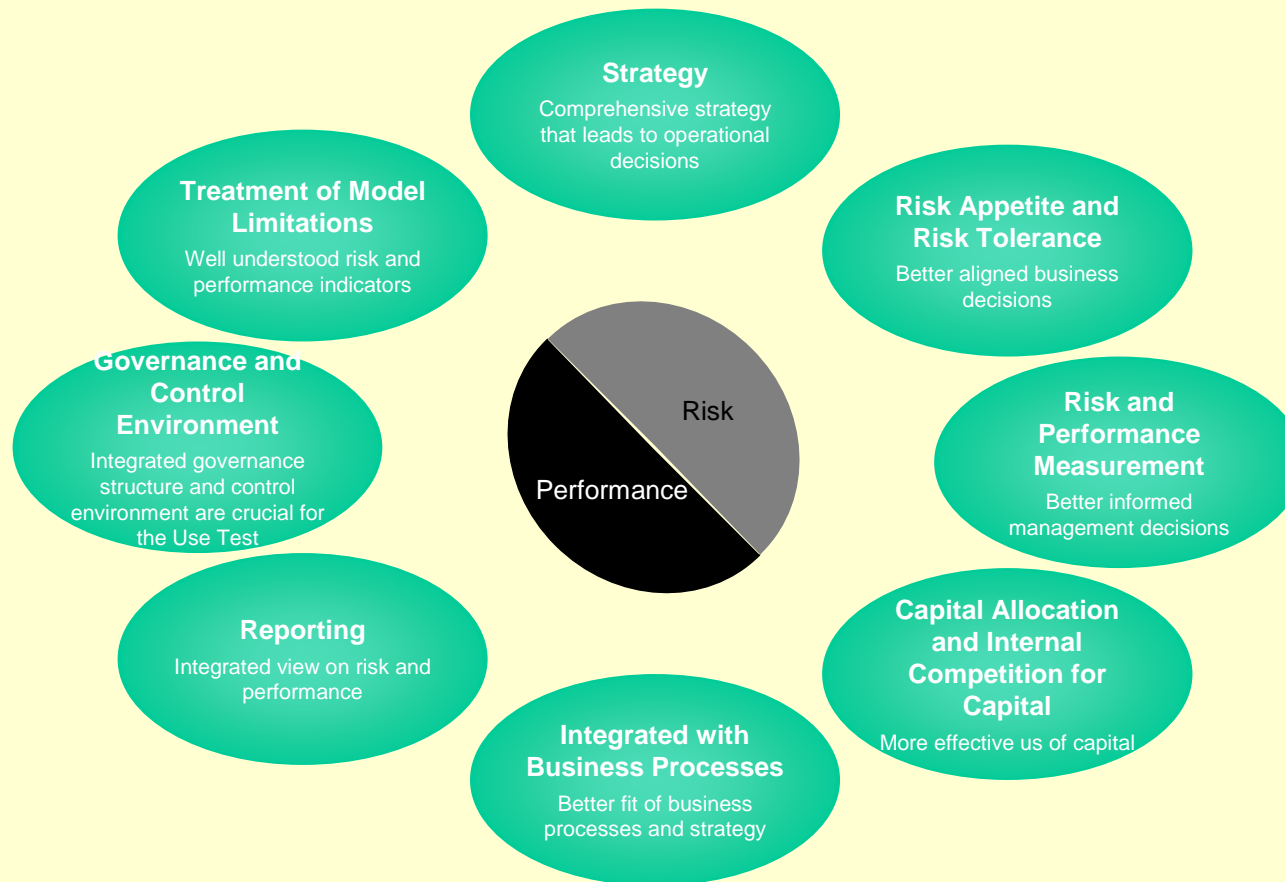 Strategy
Comprehensive strategy
that leads to operational
decisions
Treatment of Model
Limitations
Well understood risk and
performance indicators
Risk Appetite and
Risk Tolerance
Better aligned business
decisions
Governance and
Control
Environment
Integrated governance
structure and control
environment are crucial for
the Use Test
Risk
Performance
Risk and
Performance
Measurement
Better informed
management decisions
Reporting
Integrated view on risk and
performance
Capital Allocation
and Internal
Competition for
Capital
More effective us of capital
Integrated with
Business Processes
Better fit of business
processes and strategy